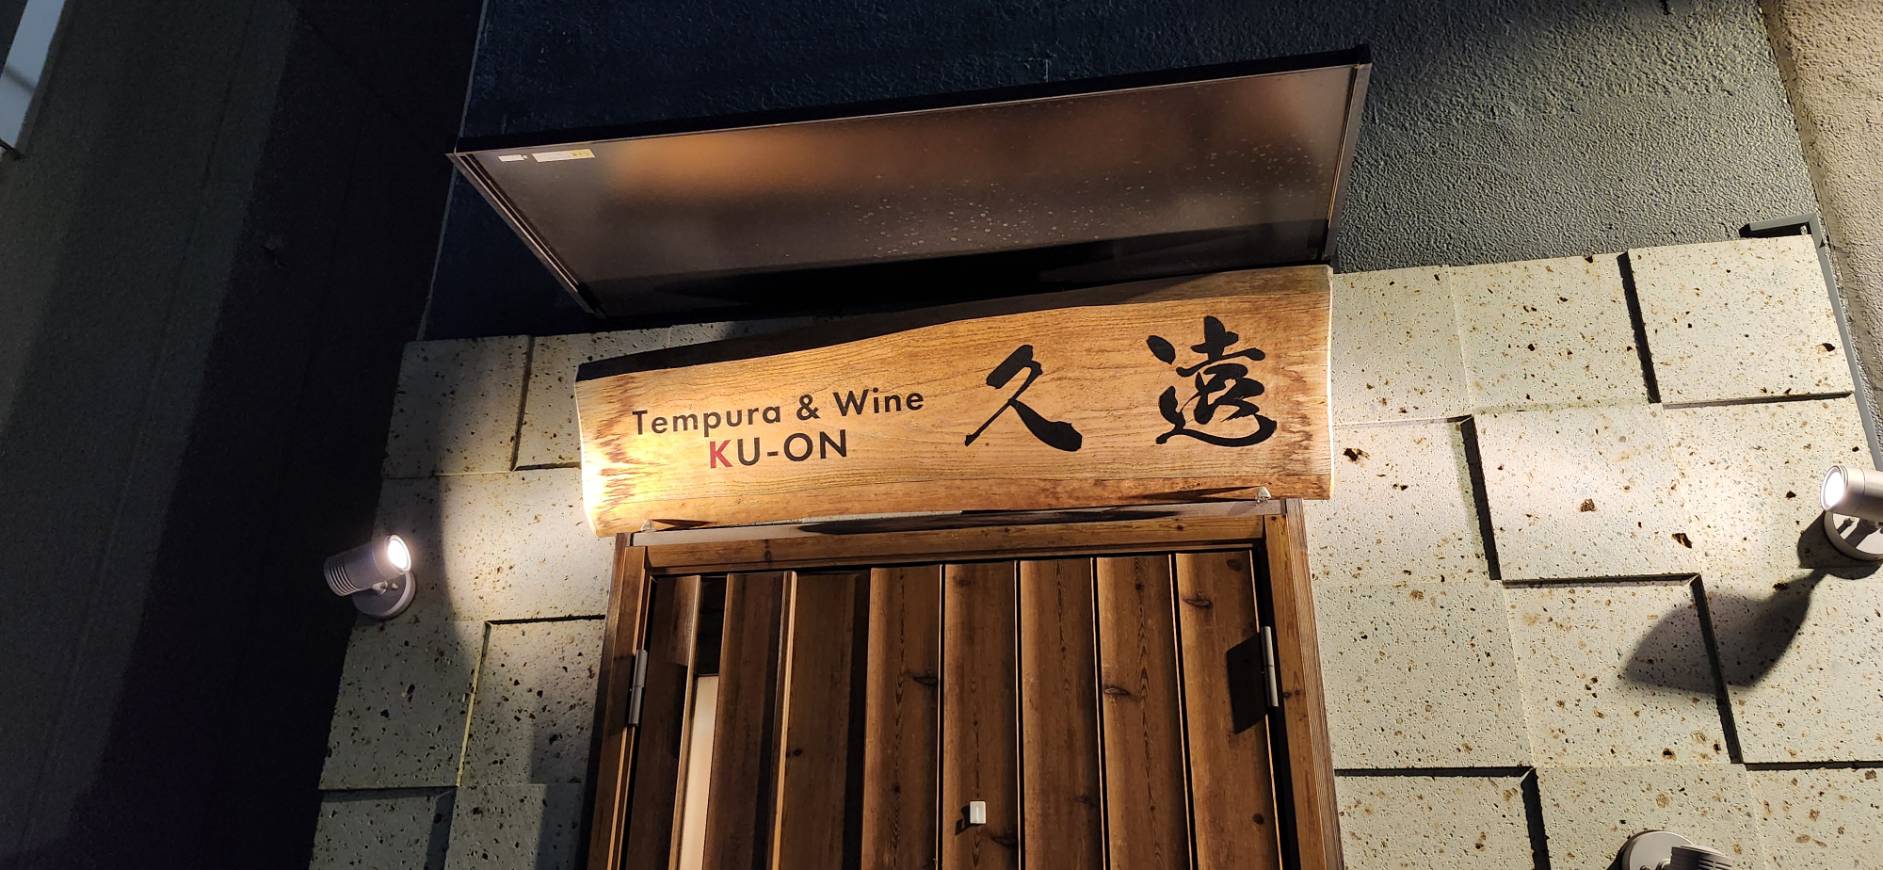 Tempura & Wine
KU-ON
久遠